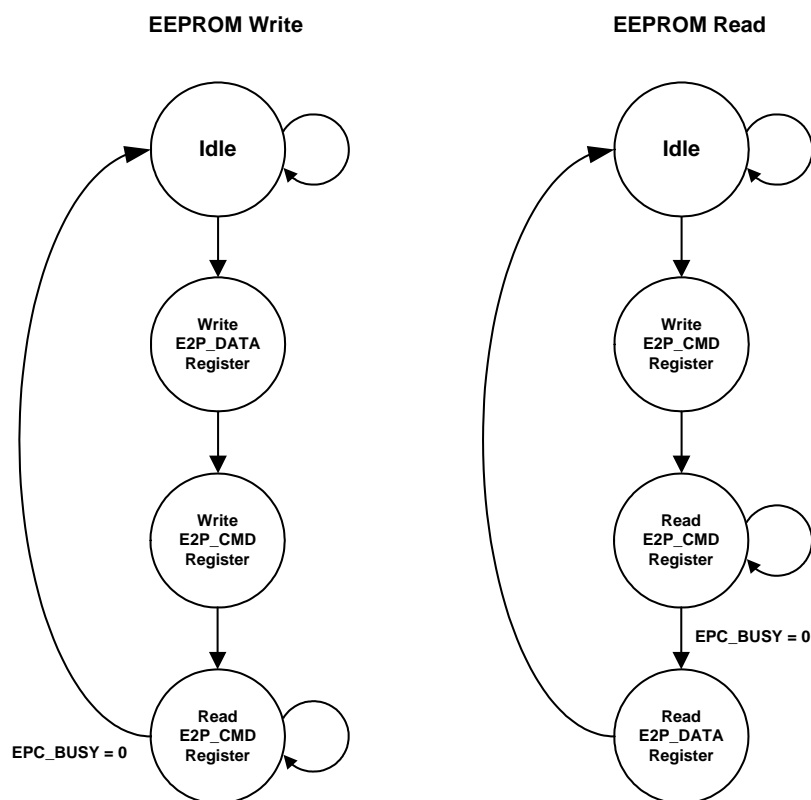 EEPROM Write
Idle
Write
E2P_DATA
Register
Write
E2P_CMD
Register
Read
E2P_CMD
Register
EPC_BUSY = 0
EEPROM Read
Idle
Write
E2P_CMD
Register
Read
E2P_CMD
Register
EPC_BUSY = 0
Read
E2P_DATA
Register